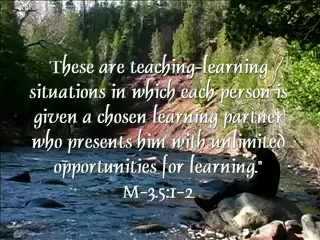 These are teaching-learning
situations in which each person is
given a chosen learning partner
who presents him with unlimited
opportunities for learning."
M-3.5:1-2